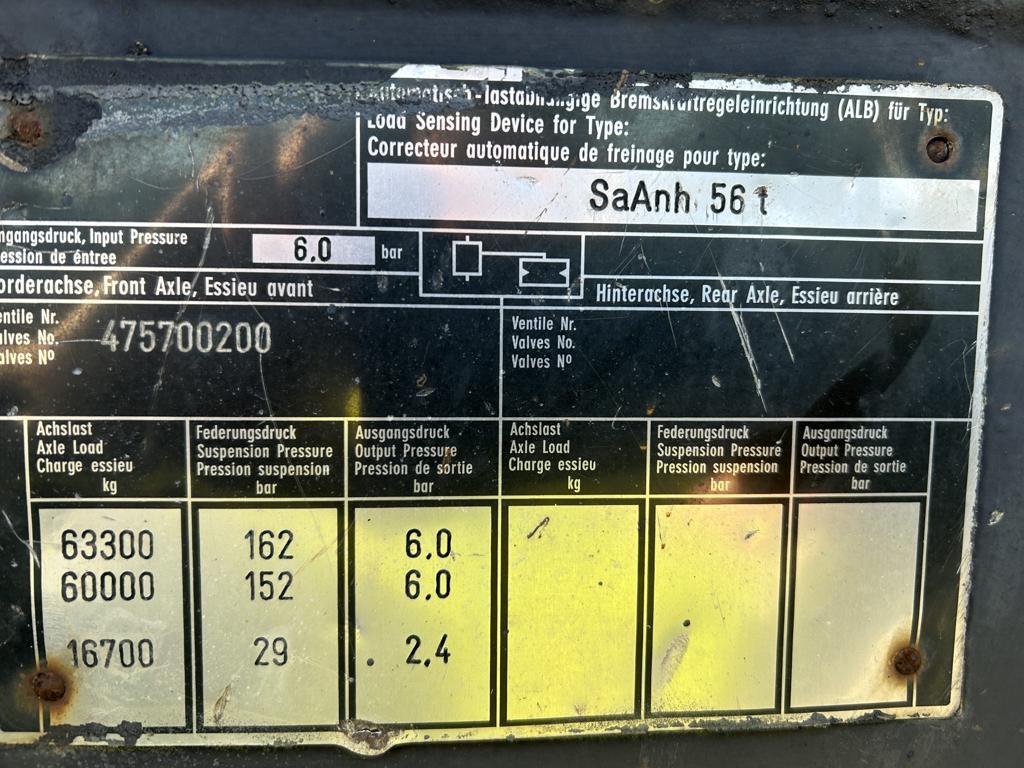 Automatisch-lastabhängige Bremskraftregeleinrichtung (ALB) für Typ:
Load Sensing Device for Type:
Correcteur automatique de freinage pour type:
SaAnh 56 t
ngangsdruck, Input Pressure
ession de éntree
6.0 bar
orderachse, Front Axle, Essieu avant
Hinterachse, Rear Axle, Essieu arrière
entile Nr.
alves No.
alves Nº
475700200
Ventile Nr.
Valves No.
Valves Nº
Achslast
Axle Load
Charge essieu
kg
Federungsdruck
Suspension Pressure
Pression suspension
bar
Ausgangsdruck
Output Pressure
Pression de sortie
bar
Achslast
Axle Load
Charge essieu
kg
Federungsdruck
Suspension Pressure
Pression suspension
bar
Ausgangsdruck
Output Pressure
Pression de sortie
bar
63300 162 6.0
60000 152 6.0
16700 29 2,4